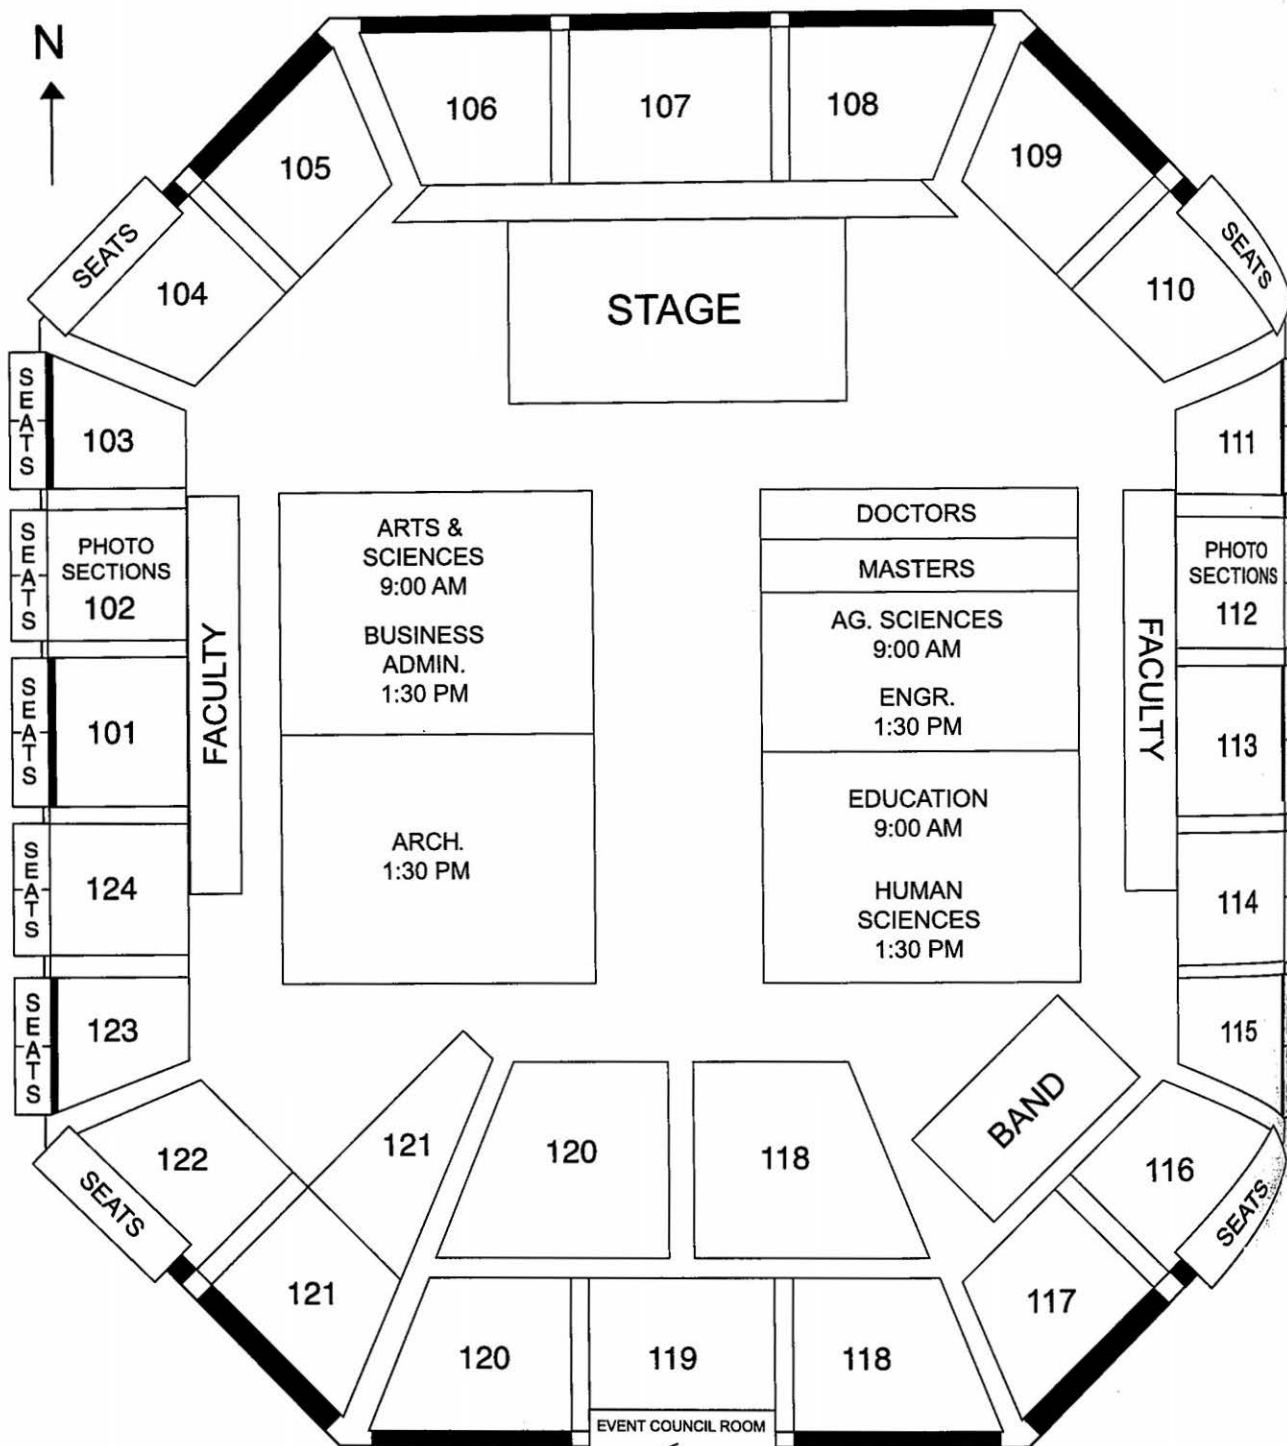 N
106
107
108
105
109
SEATS
104
STAGE
110
SEATS
SEATS
103
111
SEATS
PHOTO
SECTIONS
102
FACULTY
ARTS &
SCIENCES
9:00 AM
BUSINESS
ADMIN.
1:30 PM
ARCH.
1:30 PM
DOCTORS
MASTERS
AG. SCIENCES
9:00 AM
ENGR.
1:30 PM
EDUCATION
9:00 AM
HUMAN
SCIENCES
1:30 PM
FACULTY
PHOTO
SECTIONS
112
SEATS
101
113
SEATS
124
114
SEATS
123
115
122
121
120
118
BAND
116
SEATS
SEATS
121
117
120
119
118
EVENT COUNCIL ROOM